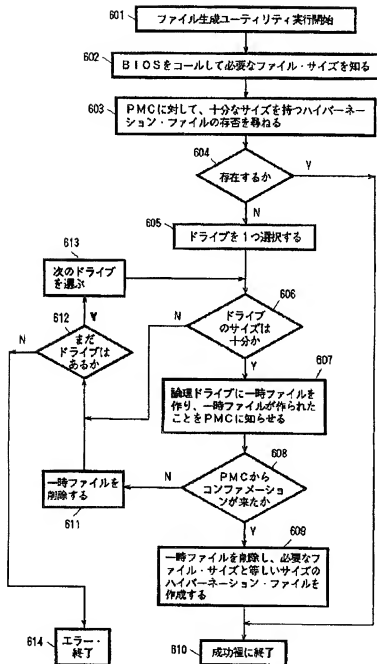 601
ファイル生成ユーティリティ実行開始
602
BIOSをコールして必要なファイル・サイズを知る
603
PMCに対して、十分なサイズを持つハイバーネー
ション・ファイルの存否を尋ねる
604
存在するか
Y
N
605
ドライブを1つ選択する
613
次のドライブ
を選ぶ
606
ドライブ
のサイズは
十分か
N
Y
612
まだ
ドライブは
あるか
N
Y
607
論理ドライブに一時ファイルを
作り、一時ファイルが作られた
ことをPMCに知らせる
608
PMCから
コンファメーショ
ンが来たか
N
Y
一時ファイルを
削除する
611
609
一時ファイルを削除し、必要なフ
ァイル・サイズと等しいサイズの
ハイバーネーション・ファイルを
作成する
614
エラー・
終了
610
成功裡に終了